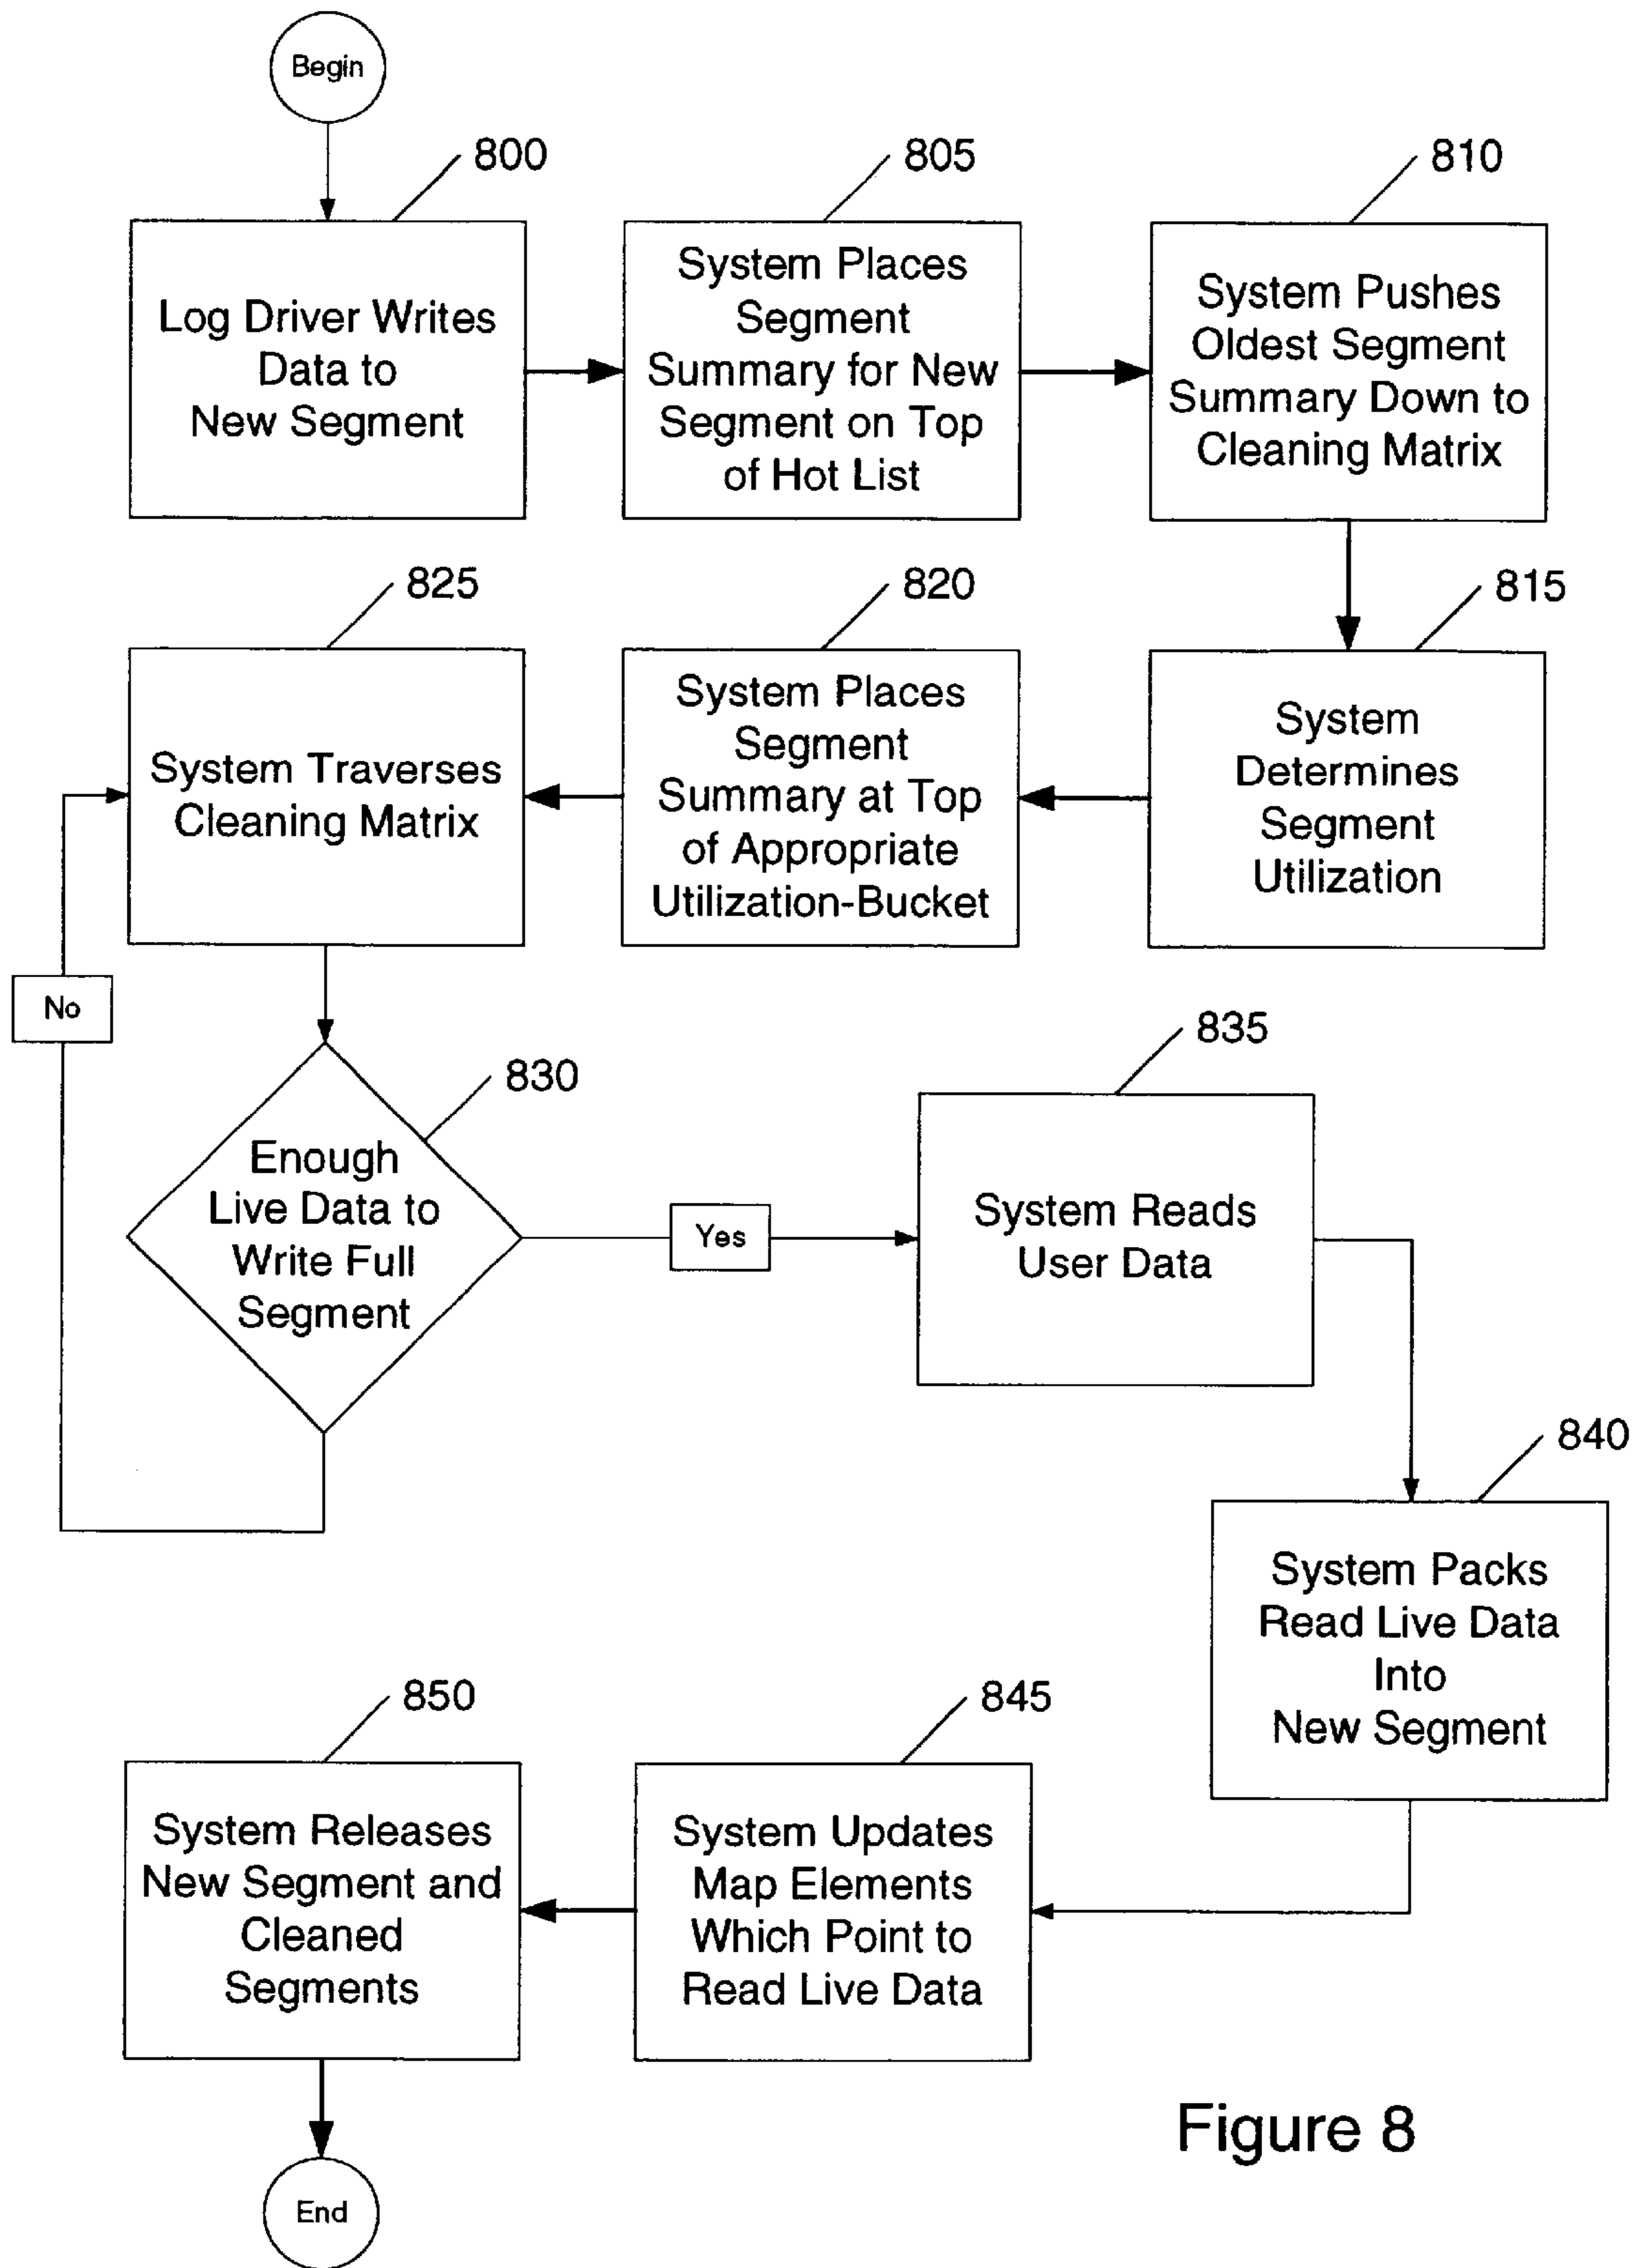 Begin
800
Log Driver Writes
Data to
New Segment
805
System Places
Segment
Summary for New
Segment on Top
of Hot List
810
System Pushes
Oldest Segment
Summary Down to
Cleaning Matrix
815
System
Determines
Segment
Utilization
820
System Places
Segment
Summary at Top
of Appropriate
Utilization-Bucket
825
System Traverses
Cleaning Matrix
No
830
Enough
Live Data to
Write Full
Segment
Yes
835
System Reads
User Data
840
System Packs
Read Live Data
Into
New Segment
845
System Updates
Map Elements
Which Point to
Read Live Data
850
System Releases
New Segment and
Cleaned
Segments
End
Figure 8